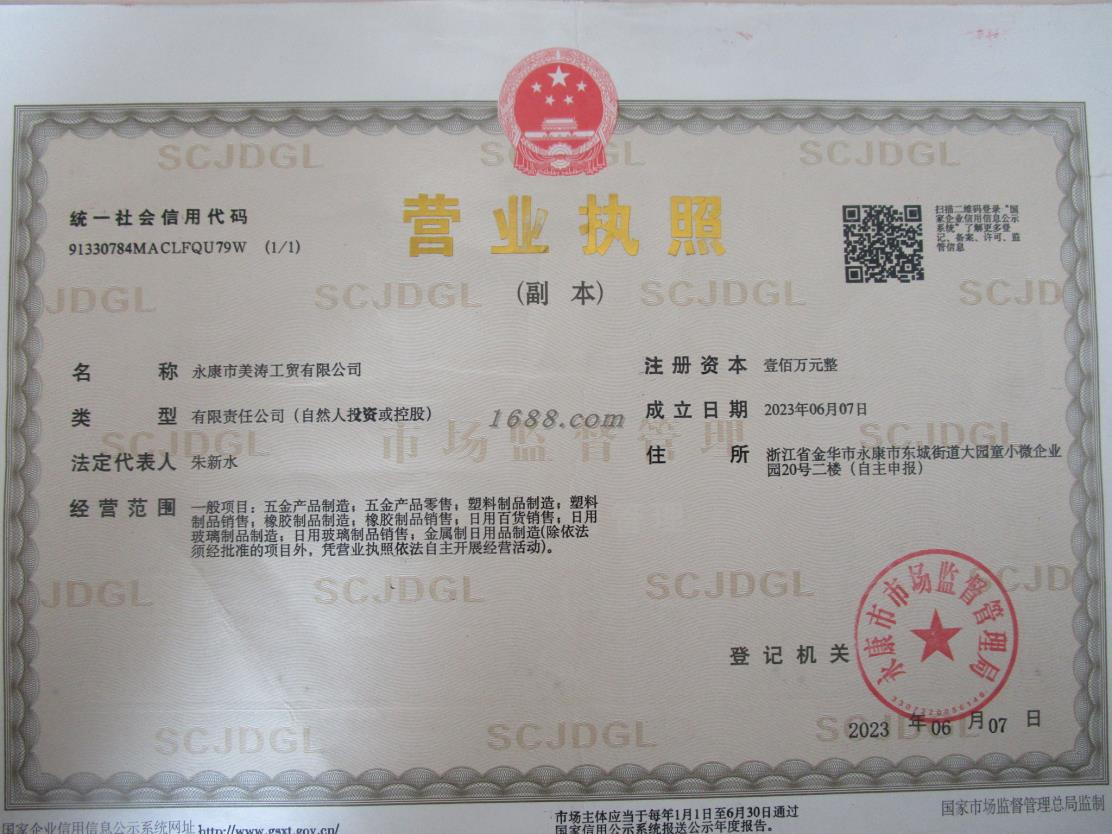 统一社会信用代码
91330784MACLFQU79W (1/1)
营业执照
(副 本)
扫描二维码登录“国
家企业信用信息公示
系统”了解更多登
记、备案、许可、监
管信息
名 称 永康市美涛工贸有限公司
类 型 有限责任公司（自然人投资或控股）
法定代表人 朱新水
经营范围 一般项目：五金产品制造；五金产品零售；塑料制品制造；塑料
制品销售；橡胶制品制造；橡胶制品销售；日用百货销售；日用
玻璃制品制造；日用玻璃制品销售；金属制日用品制造(除依法
须经批准的项目外，凭营业执照依法自主开展经营活动)。
注册资本 壹佰万元整
成立日期 2023年06月07日
住 所 浙江省金华市永康市东城街道大园童小微企业
园20号二楼（自主申报）
1688.com
市场监督管理
SCJDGL
登记机关
永康市市场监督管理局
2023 年 06 月 07 日
国家企业信用信息公示系统网址 http://www.gsxt.gov.cn/
市场主体应当于每年1月1日至6月30日通过
国家信用公示系统报送公示年度报告。
国家市场监督管理总局监制